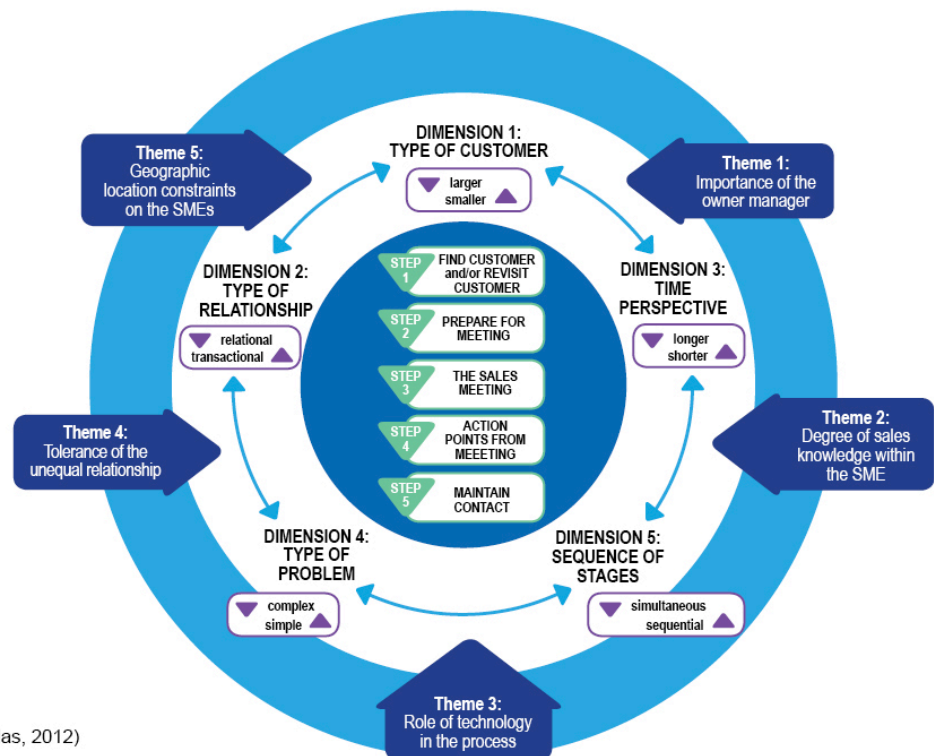 DIMENSION 1:
TYPE OF CUSTOMER
larger
smaller
Theme 5:
Geographic
location constraints
on the SMEs
Theme 1:
Importance of the
owner manager
DIMENSION 2:
TYPE OF
RELATIONSHIP
relational
transactional
STEP
1
FIND CUSTOMER
and/or REVISIT
CUSTOMER
STEP
2
PREPARE FOR
MEETING
STEP
3
THE SALES
MEETING
STEP
4
ACTION
POINTS FROM
MEEETING
STEP
5
MAINTAIN
CONTACT
DIMENSION 3:
TIME
PERSPECTIVE
longer
shorter
Theme 4:
Tolerance of the
unequal relationship
Theme 2:
Degree of sales
knowledge within
the SME
DIMENSION 4:
TYPE OF
PROBLEM
complex
simple
DIMENSION 5:
SEQUENCE OF
STAGES
simultaneous
sequential
Theme 3:
Role of technology
in the process
as, 2012)